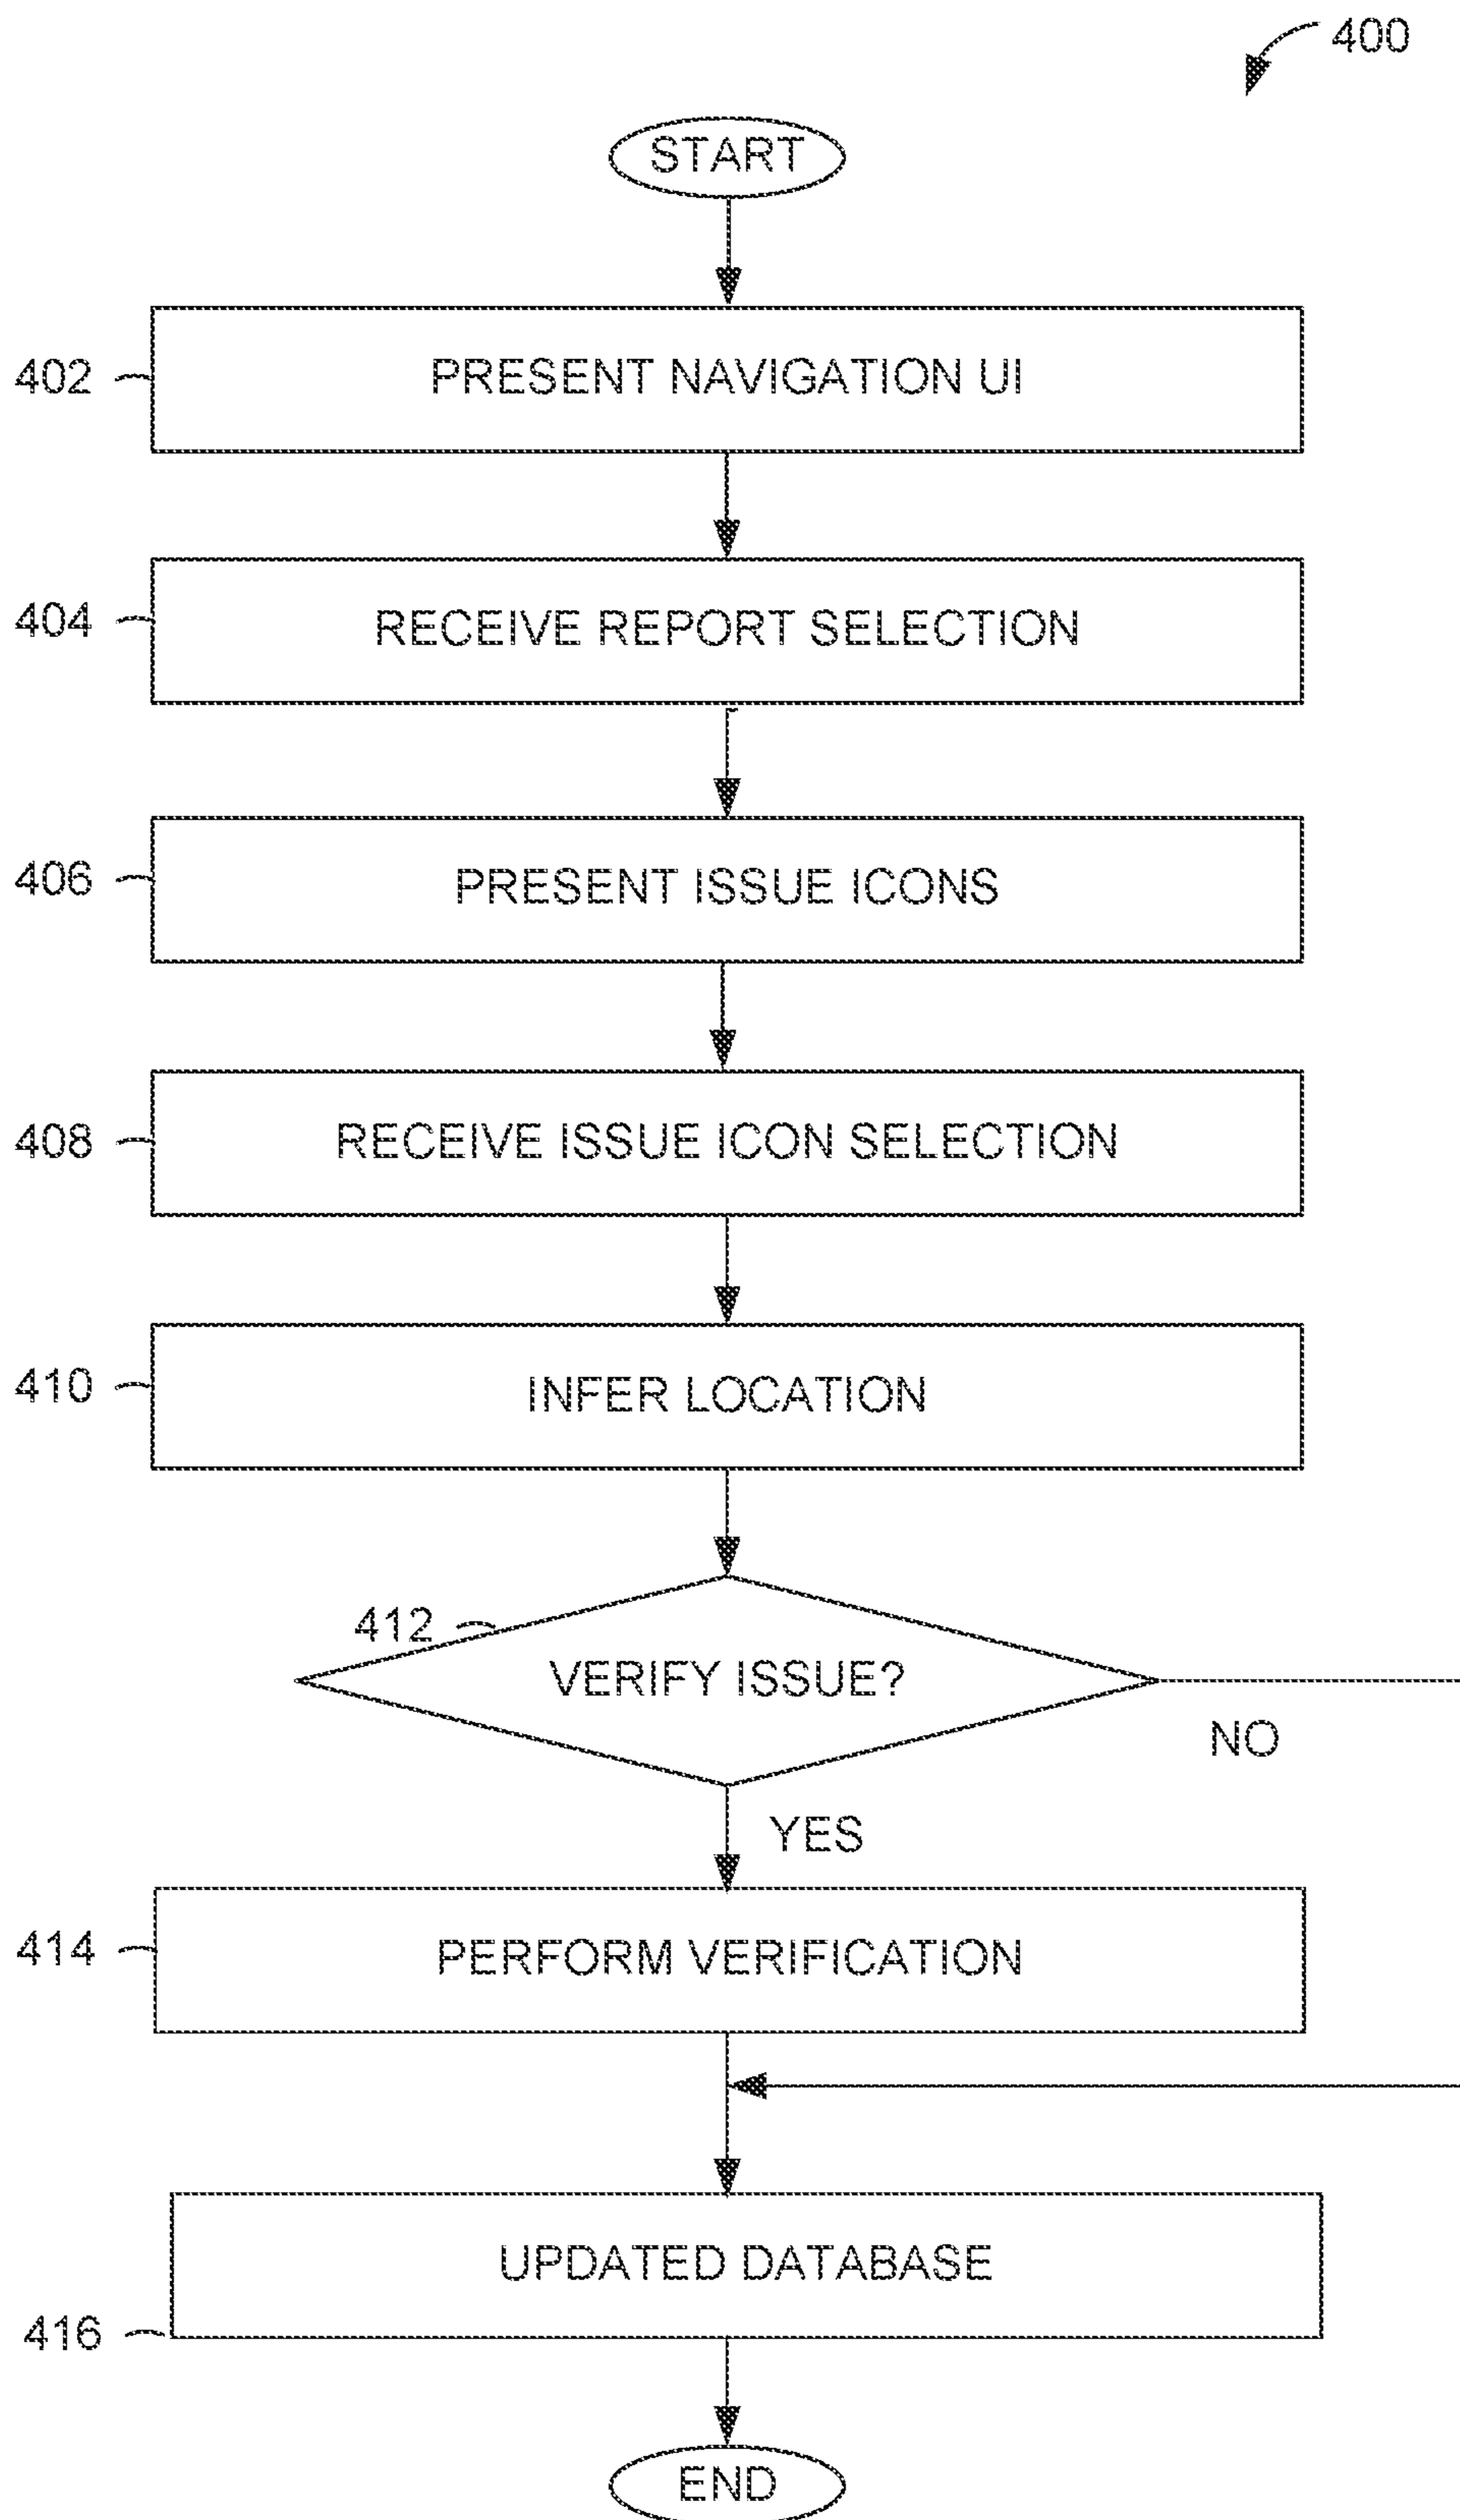 400
START
402
PRESENT NAVIGATION UI
404
RECEIVE REPORT SELECTION
406
PRESENT ISSUE ICONS
408
RECEIVE ISSUE ICON SELECTION
410
INFER LOCATION
412
VERIFY ISSUE?
NO
YES
414
PERFORM VERIFICATION
UPDATED DATABASE
416
END